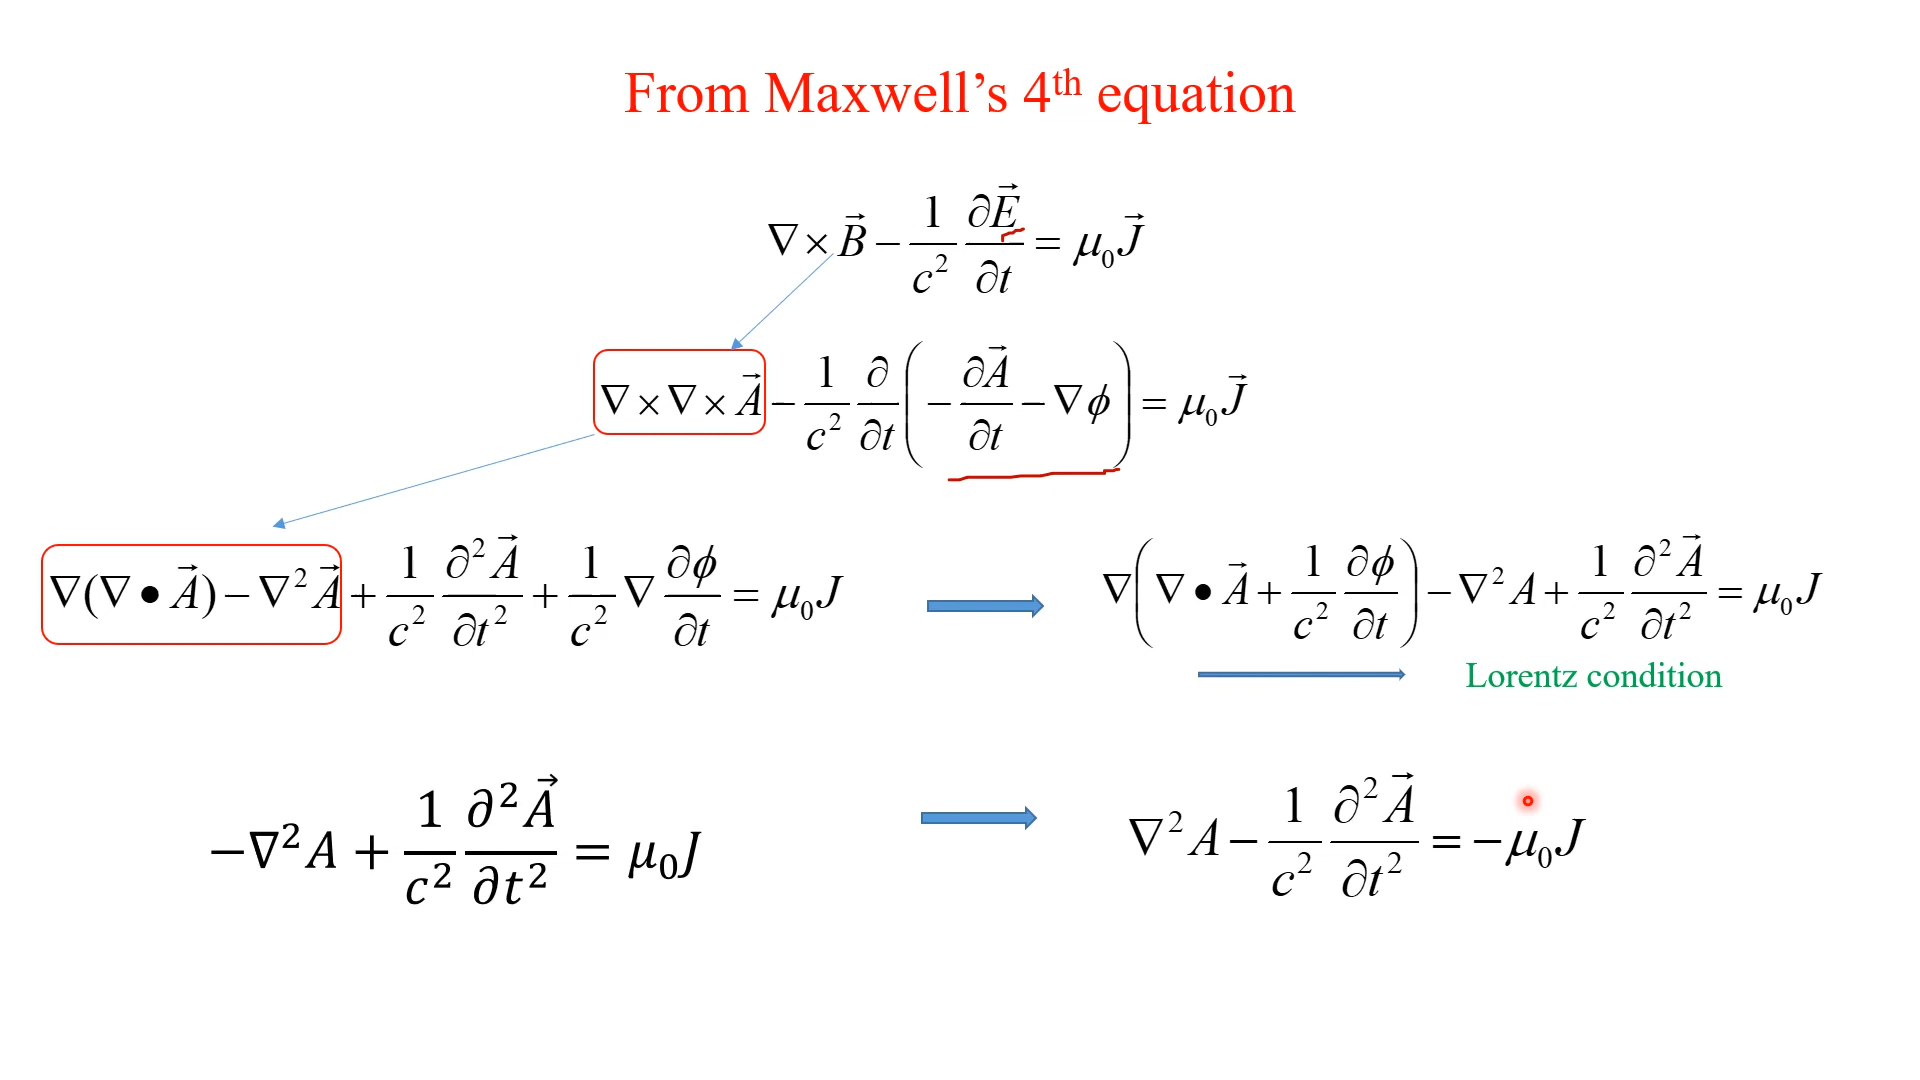 From Maxwell's 4th equation
∇×B⃗ − 1/c² ∂E⃗/∂t = μ₀J⃗
∇×∇×A⃗ − 1/c² ∂/∂t (−∂A⃗/∂t − ∇ϕ) = μ₀J⃗
∇(∇•A⃗) − ∇²A⃗ + 1/c² ∂²A⃗/∂t² + 1/c² ∇ ∂ϕ/∂t = μ₀J
∇(∇•A⃗ + 1/c² ∂ϕ/∂t) − ∇²A + 1/c² ∂²A⃗/∂t² = μ₀J
Lorentz condition
−∇²A + 1/c² ∂²A⃗/∂t² = μ₀J
∇²A − 1/c² ∂²A⃗/∂t² = −μ₀J